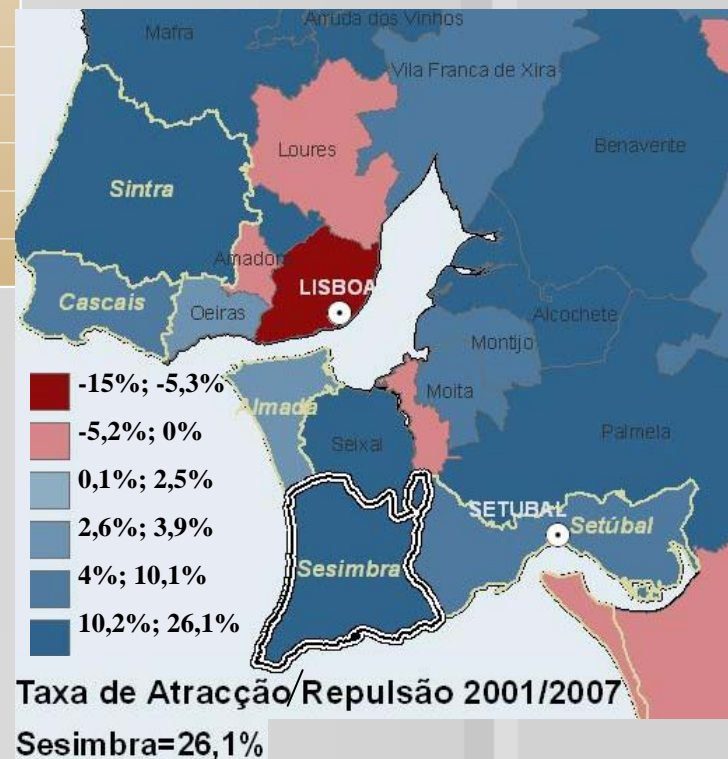 Mafra
Arruda dos Vinhos
Vila Franca de Xira
Loures
Benavente
Sintra
Amador
LISBOA
Cascais
Oeiras
Alcochete
Montijo
-15%; -5,3%
Moita
Almada
-5,2%; 0%
Seixal
Palmela
0,1%; 2,5%
SETUBAL
2,6%; 3,9%
Setúbal
Sesimbra
4%; 10,1%
10,2%; 26,1%
Taxa de Atracção/Repulsão 2001/2007
Sesimbra=26,1%